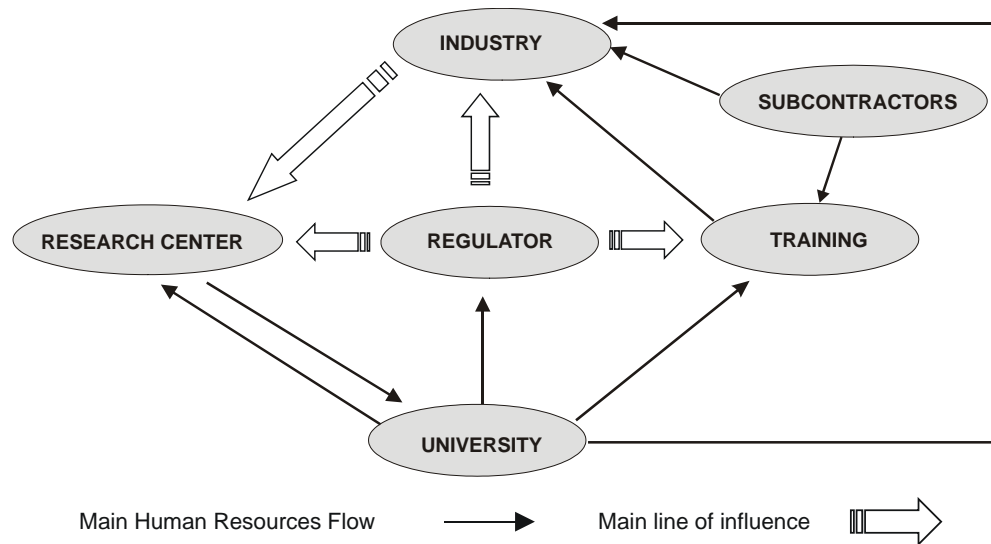 INDUSTRY
SUBCONTRACTORS
RESEARCH CENTER
REGULATOR
TRAINING
UNIVERSITY
Main Human Resources Flow
Main line of influence